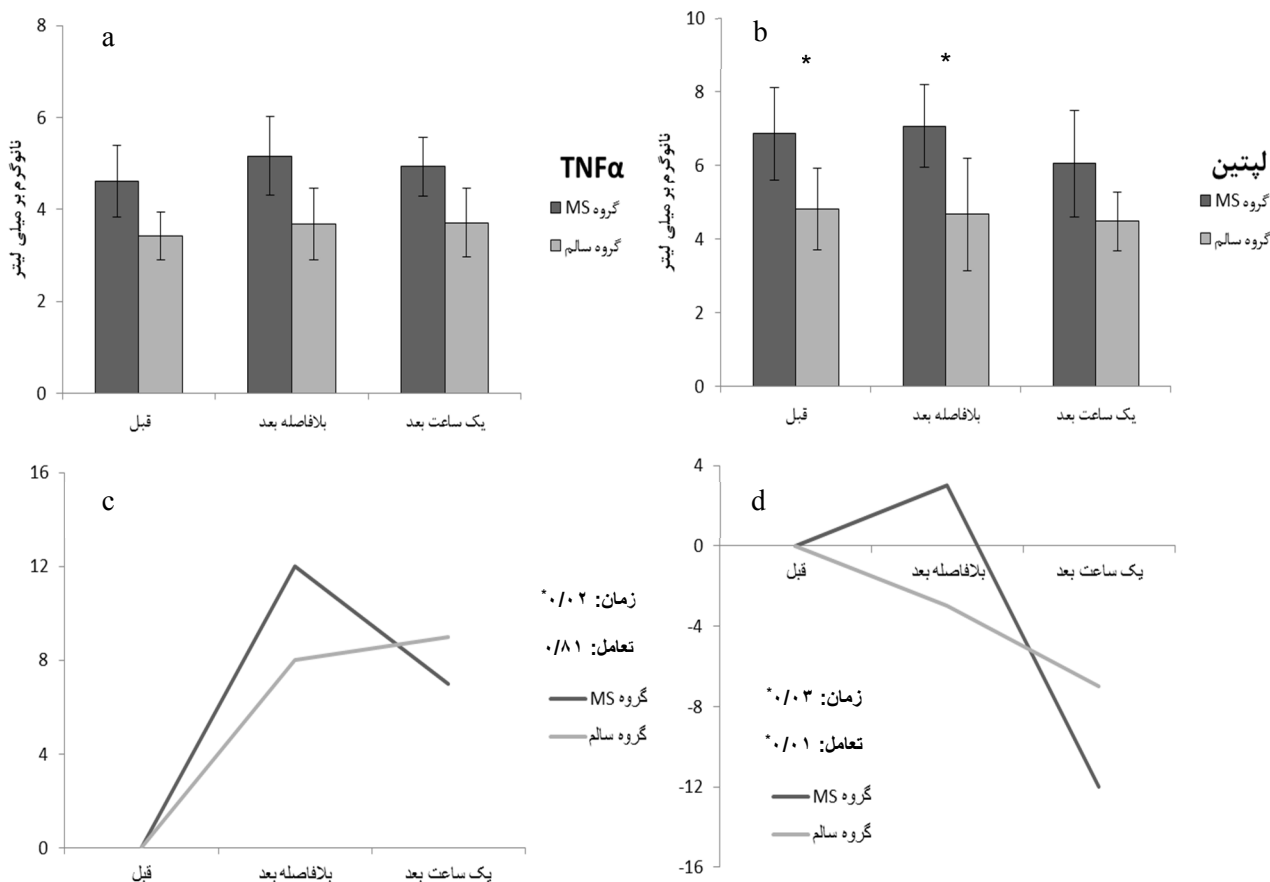 a
8
6
4
2
0
نانوگرم بر میلی لیتر
TNFα
گروه MS
گروه سالم
قبل
بلافاصله بعد
یک ساعت بعد
b
10
8
6
4
2
0
نانوگرم بر میلی لیتر
*
*
لپتین
گروه MS
گروه سالم
قبل
بلافاصله بعد
یک ساعت بعد
c
16
12
8
4
0
زمان: ۰/۰۲*
تعامل: ۰/۸۱
گروه MS
گروه سالم
قبل
بلافاصله بعد
یک ساعت بعد
d
4
0
-4
-8
-12
-16
قبل
بلافاصله بعد
یک ساعت بعد
زمان: ۰/۰۳*
تعامل: ۰/۰۱*
گروه MS
گروه سالم